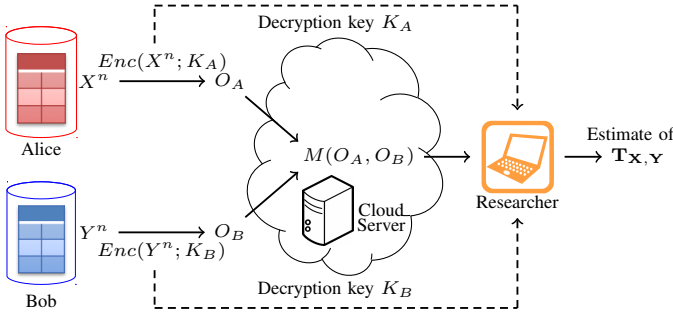 Decryption key K_A
Enc(X^n; K_A)
X^n
O_A
Alice
M(O_A, O_B)
Estimate of
T_{X,Y}
Researcher
Cloud
Server
Y^n
O_B
Enc(Y^n; K_B)
Bob
Decryption key K_B